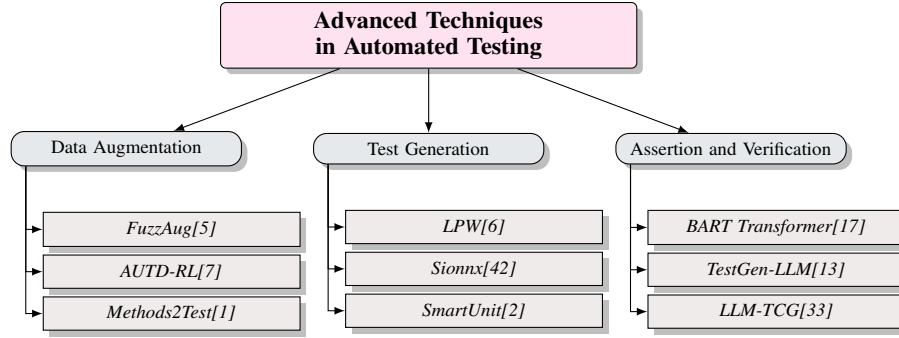 Advanced Techniques
in Automated Testing
Data Augmentation
Test Generation
Assertion and Verification
FuzzAug[5]
AUTD-RL[7]
Methods2Test[1]
LPW[6]
Sionnx[42]
SmartUnit[2]
BART Transformer[17]
TestGen-LLM[13]
LLM-TCG[33]